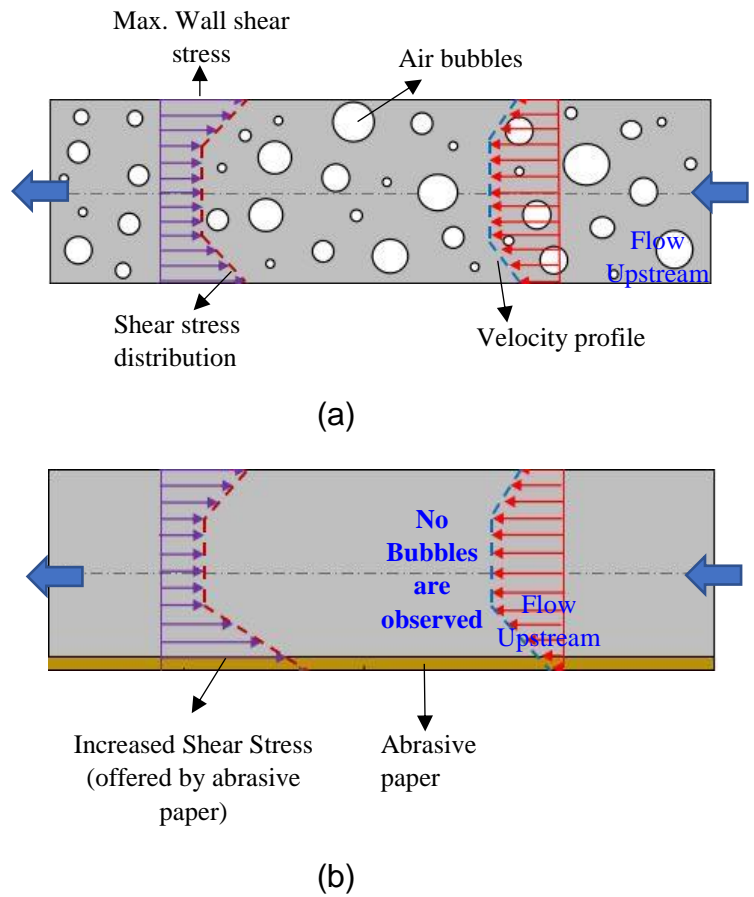 Max. Wall shear
stress
Air bubbles
Flow
Upstream
Shear stress
distribution
Velocity profile
(a)
No
Bubbles
are
observed
Flow
Upstream
Increased Shear Stress
(offered by abrasive
paper)
Abrasive
paper
(b)